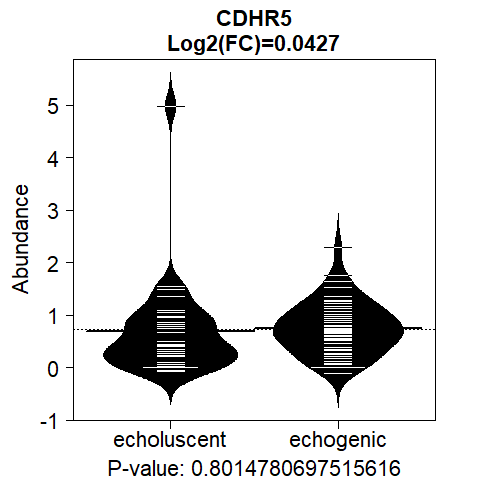 CDHR5
Log2(FC)=0.0427
Abundance
5
4
3
2
1
0
-1
echoluscent echogenic
P-value: 0.8014780697515616